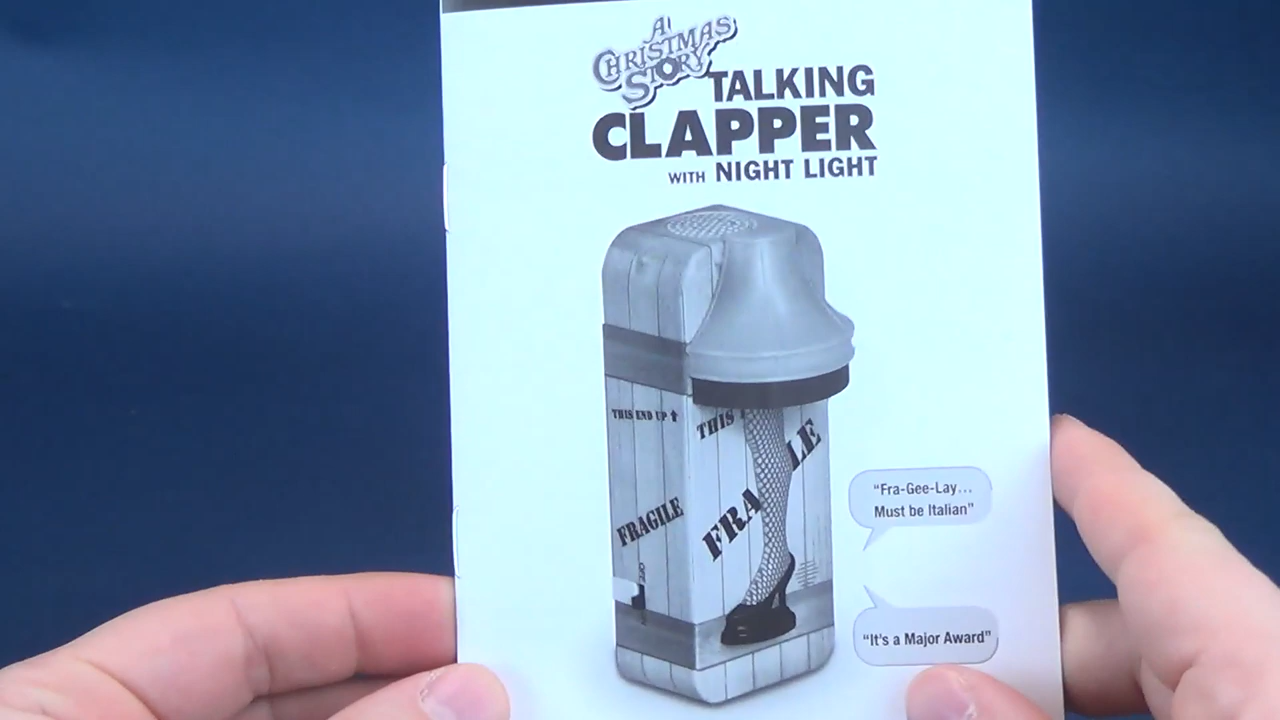 A
CHRISTMAS
STORY
TALKING
CLAPPER
WITH NIGHT LIGHT
THIS END UP
THIS
FRAGILE
FRA LE
OFF
"Fra-Gee-Lay...
Must be Italian"
"It's a Major Award"